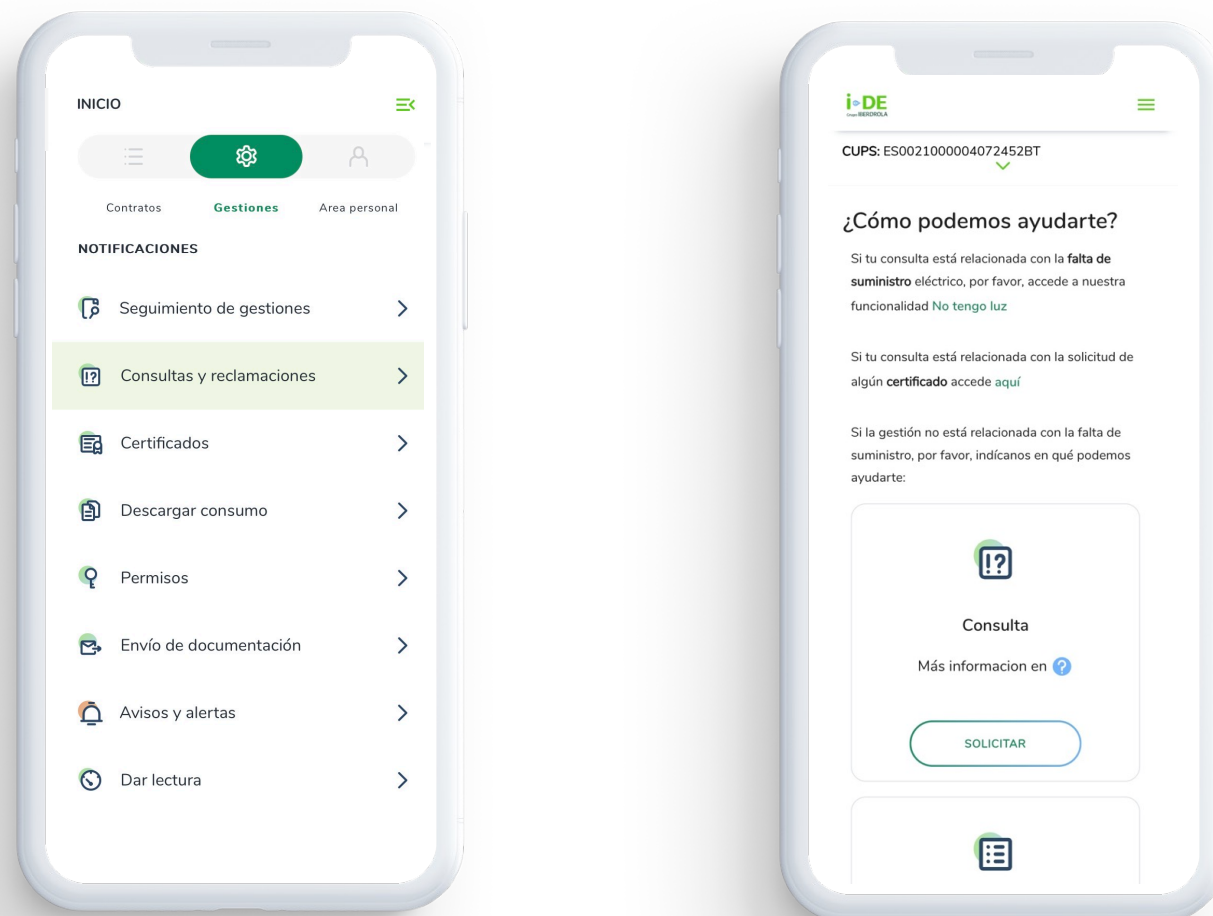 INICIO
Contratos
Gestiones
Area personal
NOTIFICACIONES
Seguimiento de gestiones
Consultas y reclamaciones
Certificados
Descargar consumo
Permisos
Envío de documentación
Avisos y alertas
Dar lectura
i-DE
Grupo IBERDROLA
CUPS: ES0021000004072452BT
¿Cómo podemos ayudarte?
Si tu consulta está relacionada con la falta de
suministro eléctrico, por favor, accede a nuestra
funcionalidad No tengo luz
Si tu consulta está relacionada con la solicitud de
algún certificado accede aquí
Si la gestión no está relacionada con la falta de
suministro, por favor, indícanos en qué podemos
ayudarte:
!?
Consulta
Más informacion en ?
SOLICITAR